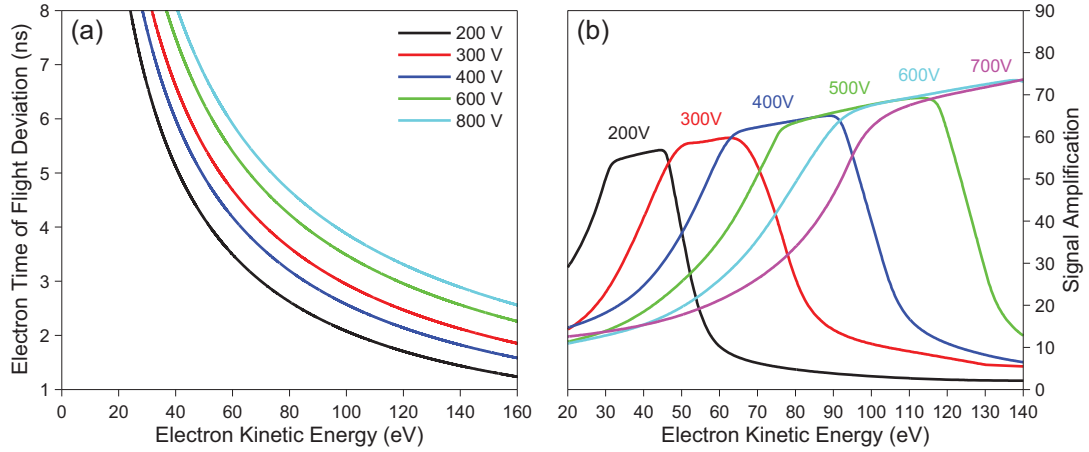 (a)
200 V
300 V
400 V
600 V
800 V
8
7
6
5
4
3
2
1
0 20 40 60 80 100 120 140 160
Electron Time of Flight Deviation (ns)
Electron Kinetic Energy (eV)
(b)
200V
300V
400V
500V
600V
700V
90
80
70
60
50
40
30
20
10
0
20 30 40 50 60 70 80 90 100 110 120 130 140
Signal Amplification
Electron Kinetic Energy (eV)